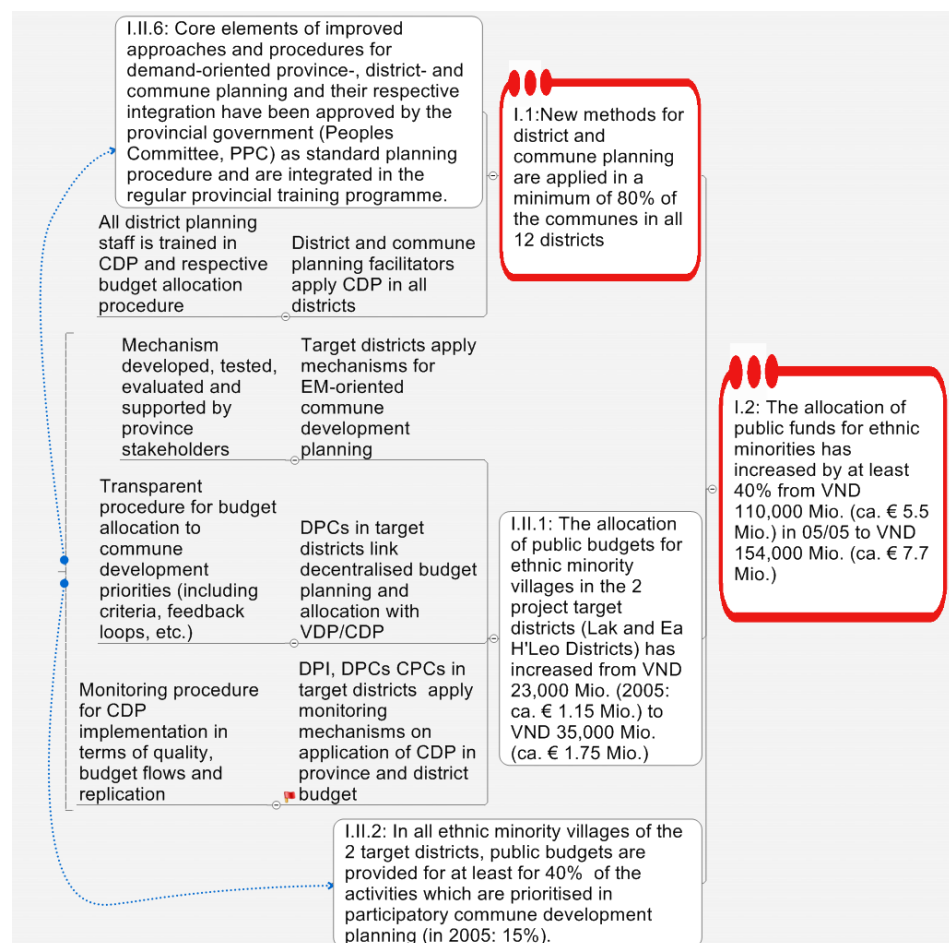 I.II.6: Core elements of improved
approaches and procedures for
demand-oriented province-, district- and
commune planning and their respective
integration have been approved by the
provincial government (Peoples
Committee, PPC) as standard planning
procedure and are integrated in the
regular provincial training programme.
I.1:New methods for
district and
commune planning
are applied in a
minimum of 80% of
the communes in all
12 districts
All district planning
staff is trained in
CDP and respective
budget allocation
procedure
District and commune
planning facilitators
apply CDP in all
districts
Mechanism
developed, tested,
evaluated and
supported by
province
stakeholders
Target districts apply
mechanisms for
EM-oriented
commune
development
planning
I.2: The allocation of
public funds for ethnic
minorities has
increased by at least
40% from VND
110,000 Mio. (ca. € 5.5
Mio.) in 05/05 to VND
154,000 Mio. (ca. € 7.7
Mio.)
Transparent
procedure for budget
allocation to
commune
development
priorities (including
criteria, feedback
loops, etc.)
DPCs in target
districts link
decentralised budget
planning and
allocation with
VDP/CDP
I.II.1: The allocation
of public budgets for
ethnic minority
villages in the 2
project target
districts (Lak and Ea
H'Leo Districts) has
increased from VND
23,000 Mio. (2005:
ca. € 1.15 Mio.) to
VND 35,000 Mio.
(ca. € 1.75 Mio.)
Monitoring procedure
for CDP
implementation in
terms of quality,
budget flows and
replication
DPI, DPCs CPCs in
target districts  apply
monitoring
mechanisms on
application of CDP in
province and district
budget
I.II.2: In all ethnic minority villages of the
2 target districts, public budgets are
provided for at least for 40%  of the
activities which are prioritised in
participatory commune development
planning (in 2005: 15%).